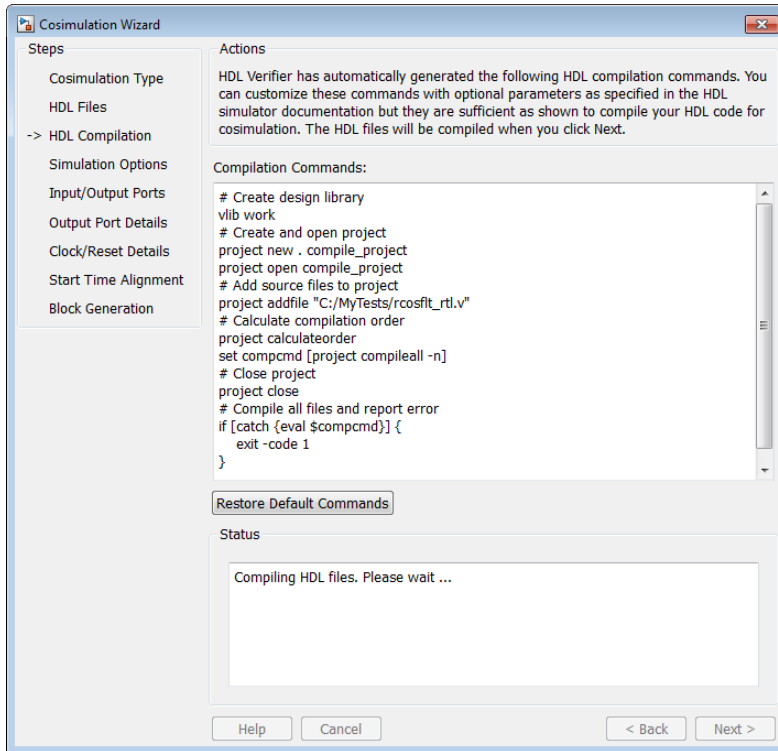 Cosimulation Wizard
Steps
Cosimulation Type
HDL Files
-> HDL Compilation
Simulation Options
Input/Output Ports
Output Port Details
Clock/Reset Details
Start Time Alignment
Block Generation
Actions
HDL Verifier has automatically generated the following HDL compilation commands. You
can customize these commands with optional parameters as specified in the HDL
simulator documentation but they are sufficient as shown to compile your HDL code for
cosimulation. The HDL files will be compiled when you click Next.
Compilation Commands:
# Create design library
vlib work
# Create and open project
project new . compile_project
project open compile_project
# Add source files to project
project addfile "C:/MyTests/rcosflt_rtl.v"
# Calculate compilation order
project calculateorder
set compcmd [project compileall -n]
# Close project
project close
# Compile all files and report error
if [catch {eval $compcmd}] {
exit -code 1
}
Restore Default Commands
Status
Compiling HDL files. Please wait ...
Help
Cancel
< Back
Next >